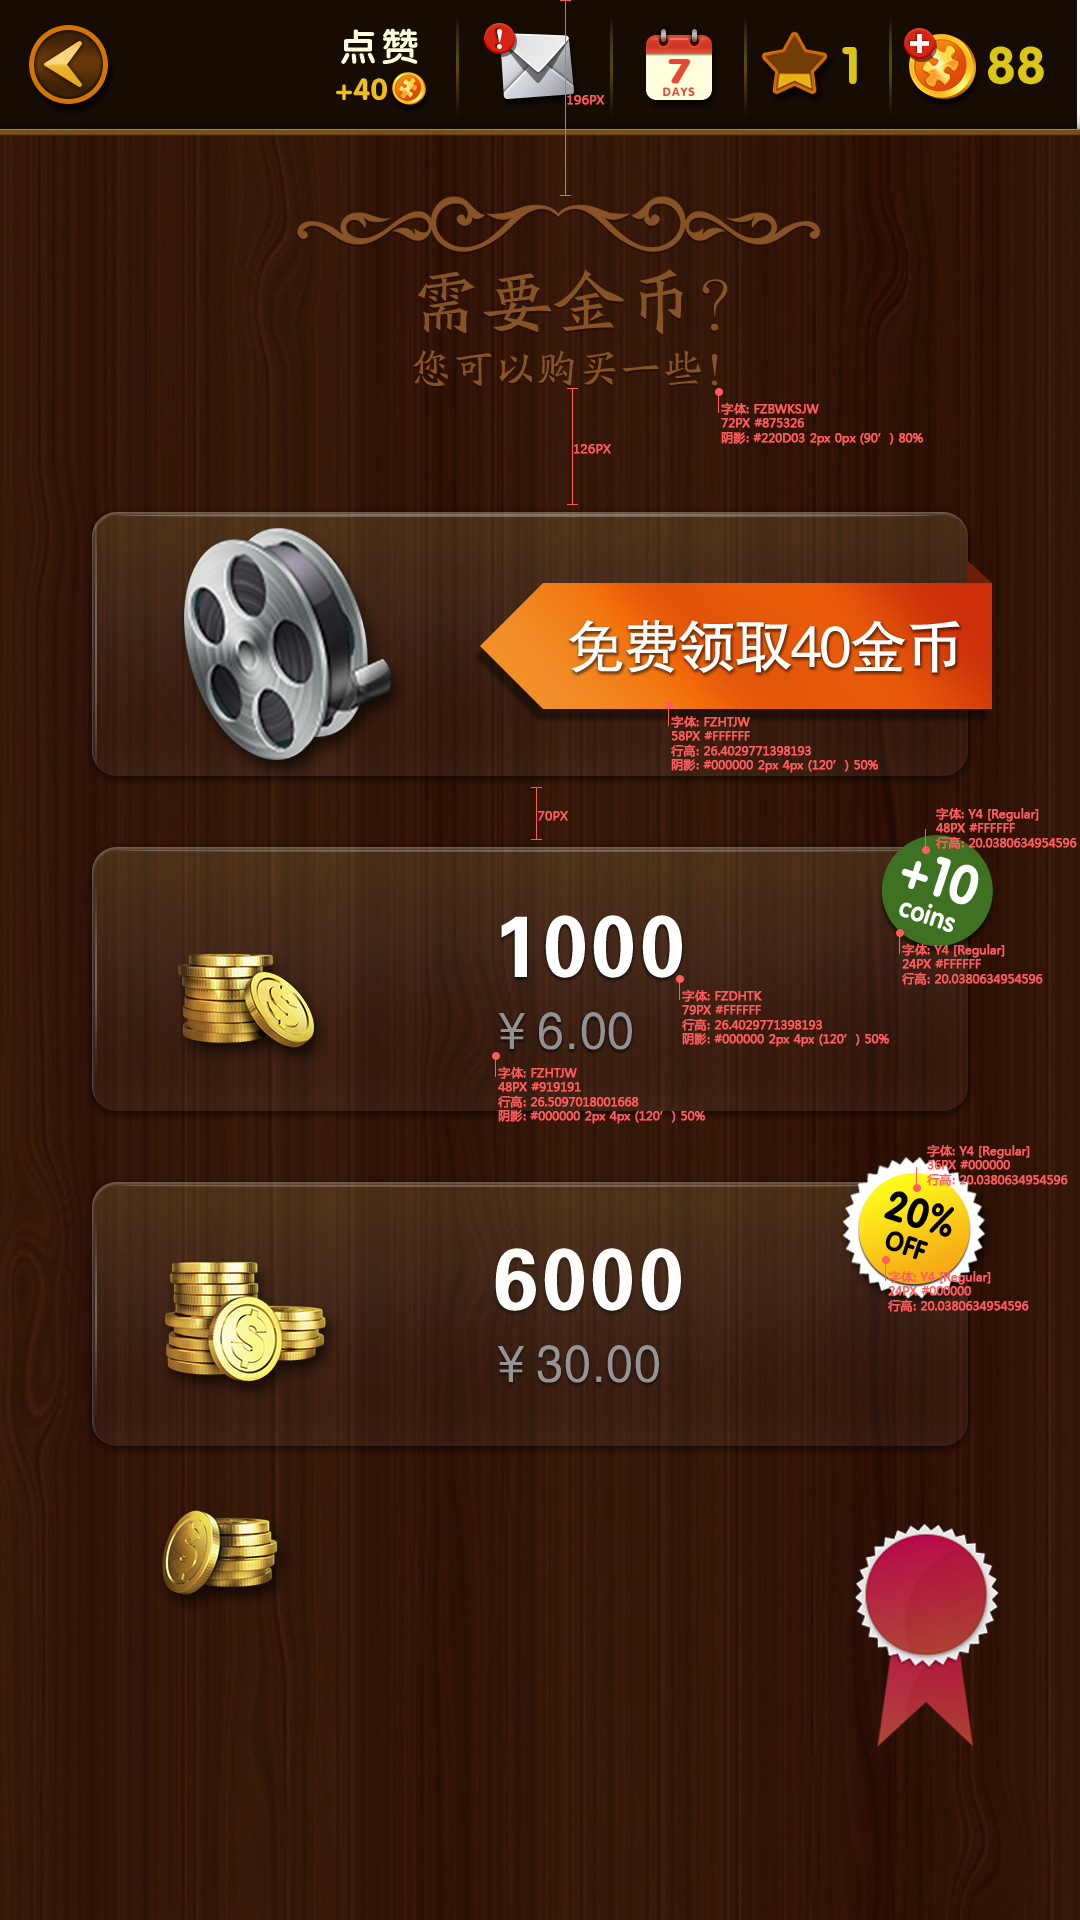 点赞
+40
7
DAYS
1
88
196PX
需要金币?
您可以购买一些!
字体: FZBWKSJW
72PX #875326
阴影: #220D03 2px 0px (90′) 80%
126PX
免费领取40金币
字体: FZHTJW
58PX #FFFFFF
行高: 26.4029771398193
阴影: #000000 2px 4px (120′) 50%
70PX
字体: Y4 [Regular]
48PX #FFFFFF
行高: 20.0380634954596
+10
coins
字体: Y4 [Regular]
24PX #FFFFFF
行高: 20.0380634954596
1000
字体: FZDHTK
79PX #FFFFFF
行高: 26.4029771398193
阴影: #000000 2px 4px (120′) 50%
¥6.00
字体: FZHTJW
48PX #919191
行高: 26.5097018001668
阴影: #000000 2px 4px (120′) 50%
字体: Y4 [Regular]
36PX #000000
行高: 20.0380634954596
20%
OFF
字体: Y4 [Regular]
24PX #000000
行高: 20.0380634954596
6000
¥30.00